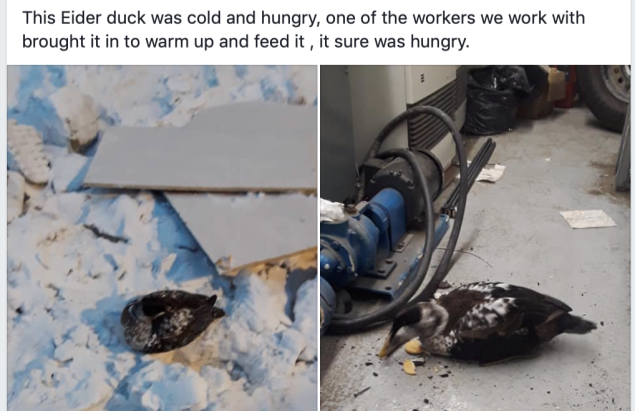 This Eider duck was cold and hungry, one of the workers we work with
brought it in to warm up and feed it , it sure was hungry.